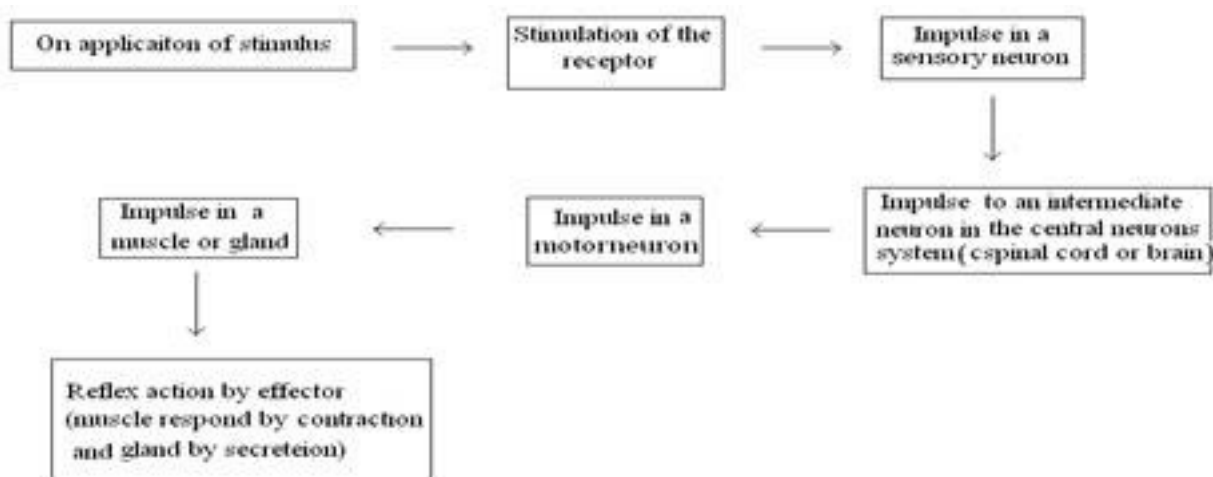 On applicaiton of stimulus
Stimulation of the
receptor
Impulse in a
sensory neuron
Impulse to an intermediate
neuron in the central neurons
system( cspinal cord or brain)
Impulse in a
motorneuron
Impulse in a
muscle or gland
Reflex action by effector
(muscle respond by contraction
and gland by secreteion)